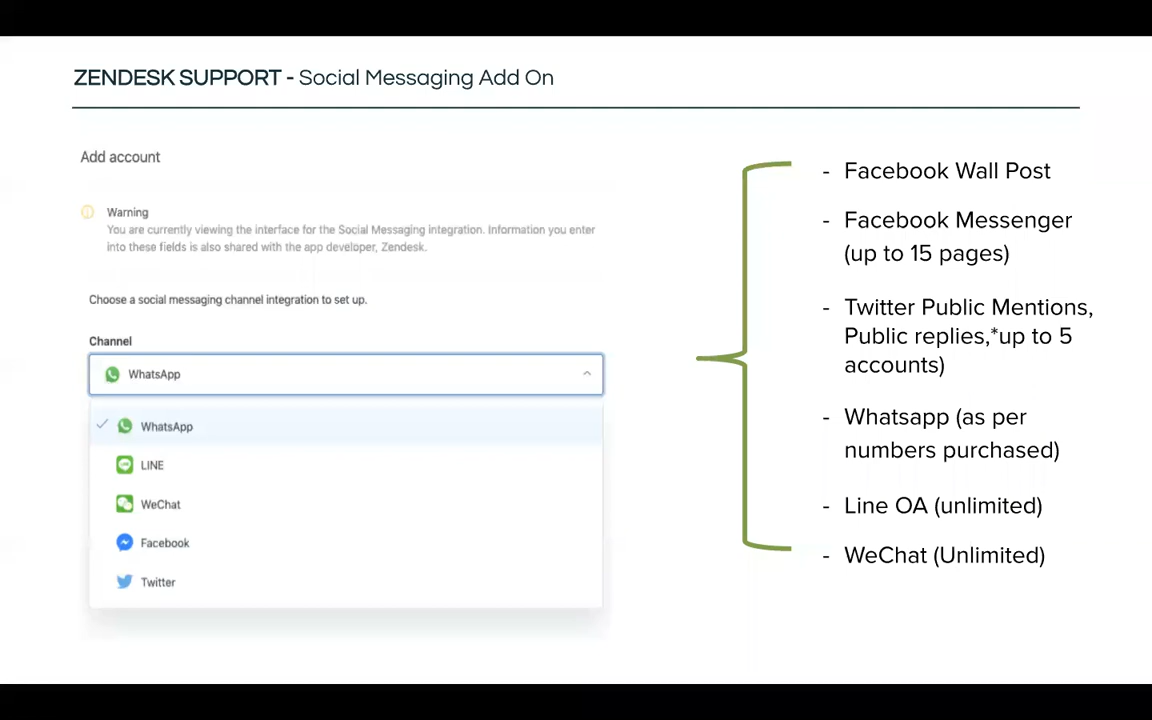 ZENDESK SUPPORT - Social Messaging Add On
Add account
Warning
You are currently viewing the interface for the Social Messaging integration. Information you enter
into these fields is also shared with the app developer, Zendesk.
Choose a social messaging channel integration to set up.
Channel
WhatsApp
WhatsApp
LINE
WeChat
Facebook
Twitter
- Facebook Wall Post
- Facebook Messenger
(up to 15 pages)
- Twitter Public Mentions,
Public replies,*up to 5
accounts)
- Whatsapp (as per
numbers purchased)
- Line OA (unlimited)
- WeChat (Unlimited)